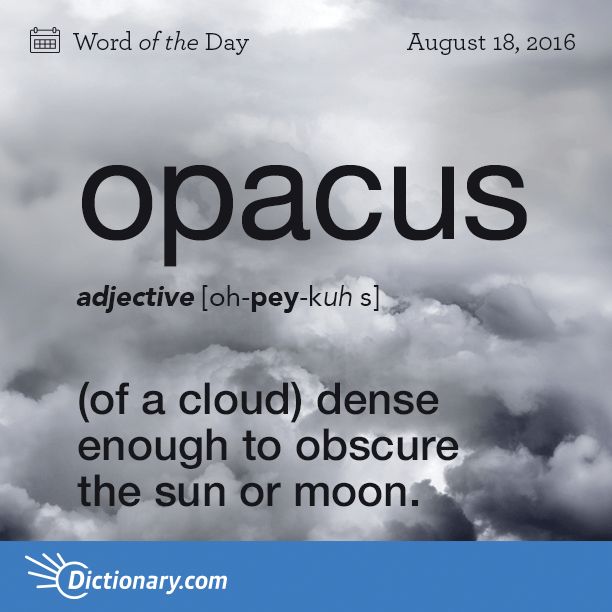 Word of the Day
August 18, 2016
opacus
adjective [oh-pey-kuh s]
(of a cloud) dense
enough to obscure
the sun or moon.
Dictionary.com